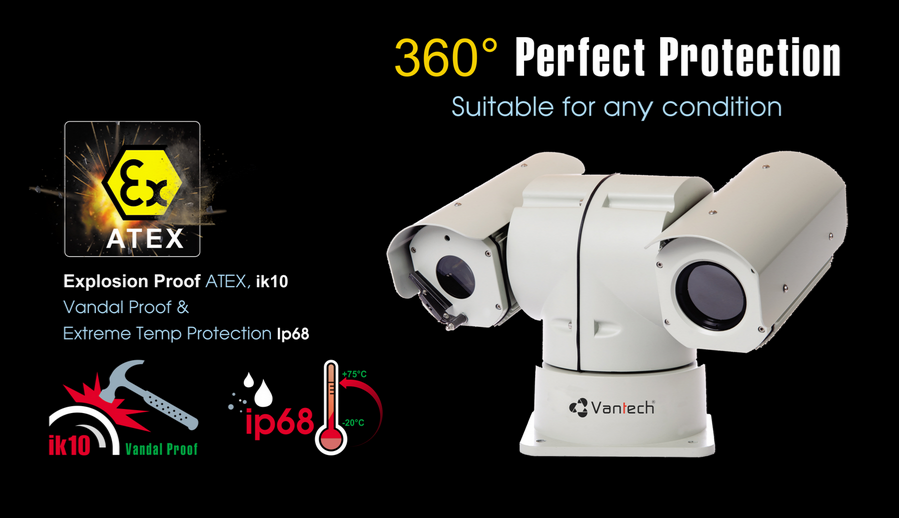 360° Perfect Protection
Suitable for any condition
Ex
ATEX
Explosion Proof ATEX, ik10
Vandal Proof &
Extreme Temp Protection Ip68
ik10 Vandal Proof
ip68
+75°C
-20°C
Vantech®